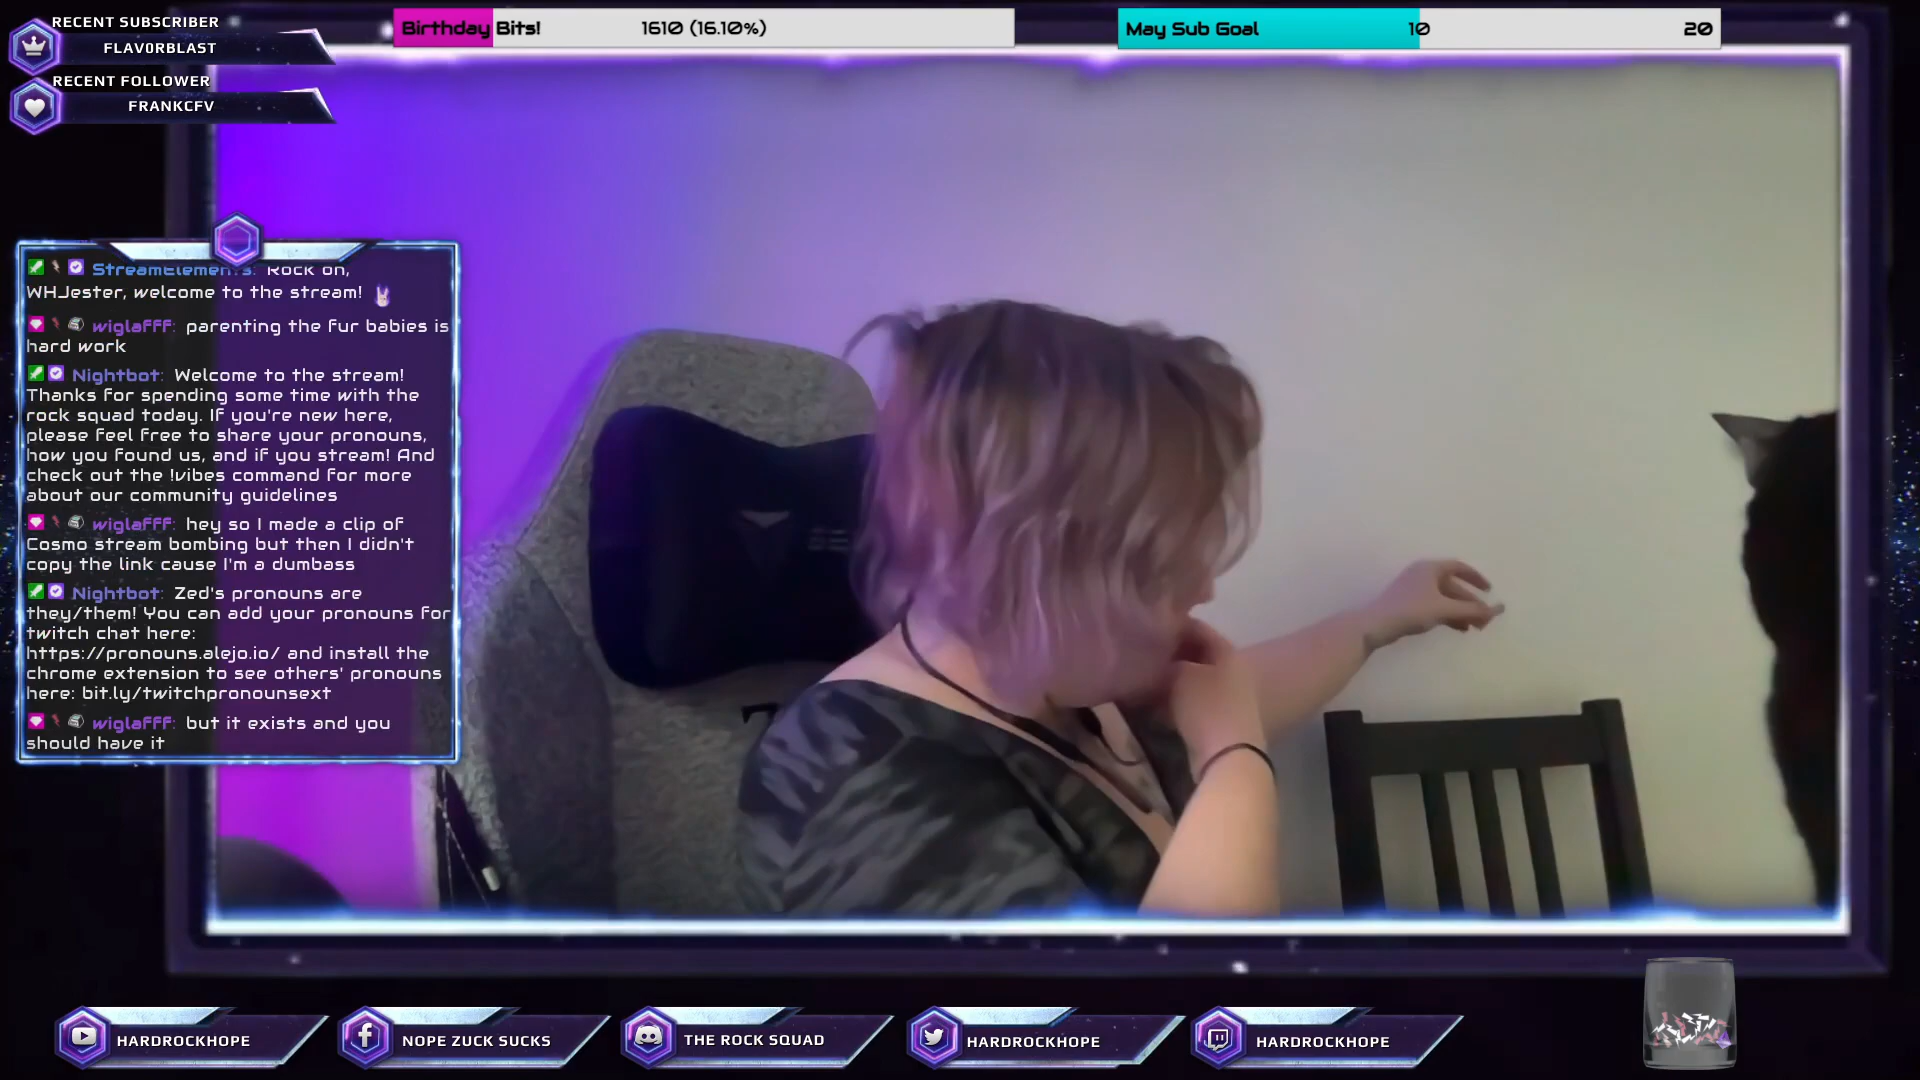 RECENT SUBSCRIBER
FLAV0RBLAST
RECENT FOLLOWER
FRANKCFV
Birthday Bits! 1610 (16.10%)
May Sub Goal 10 20
StreamElements: Rock on,
WHJester, welcome to the stream!
wiglafff: parenting the fur babies is
hard work
Nightbot: Welcome to the stream!
Thanks for spending some time with the
rock squad today. If you're new here,
please feel free to share your pronouns,
how you found us, and if you stream! And
check out the !vibes command for more
about our community guidelines
wiglafff: hey so I made a clip of
Cosmo stream bombing but then I didn't
copy the link cause I'm a dumbass
Nightbot: Zed's pronouns are
they/them! You can add your pronouns for
twitch chat here:
https://pronouns.alejo.io/ and install the
chrome extension to see others' pronouns
here: bit.ly/twitchpronounsext
wiglafff: but it exists and you
should have it
HARDROCKHOPE
NOPE ZUCK SUCKS
THE ROCK SQUAD
HARDROCKHOPE
HARDROCKHOPE